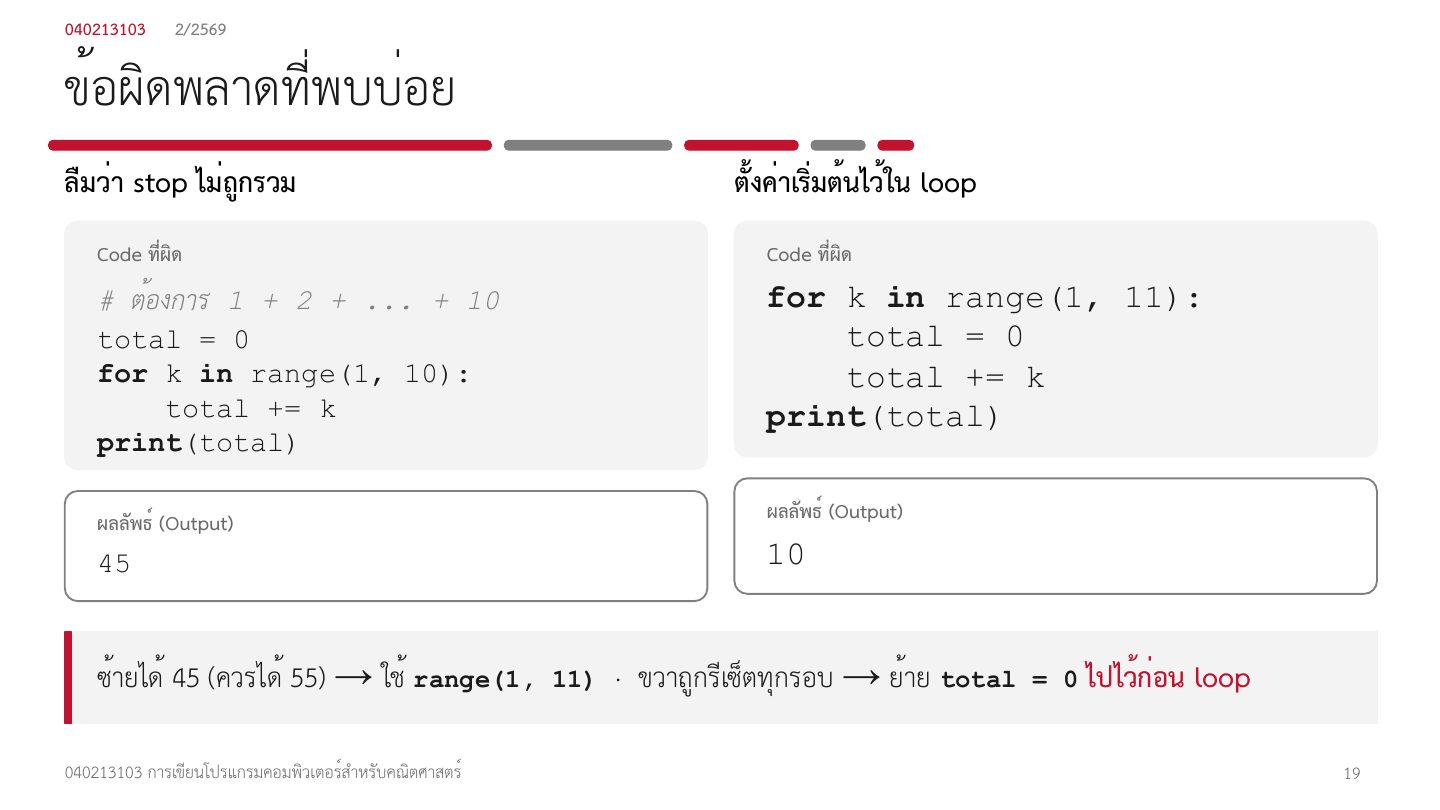 040213103 2/2569
ข้อผิดพลาดที่พบบ่อย
ลืมว่า stop ไม่ถูกรวม
Code ที่ผิด
# ต้องการ 1 + 2 + ... + 10
total = 0
for k in range(1, 10):
    total += k
print(total)
ผลลัพธ์ (Output)
45
ตั้งค่าเริ่มต้นไว้ใน loop
Code ที่ผิด
for k in range(1, 11):
    total = 0
    total += k
print(total)
ผลลัพธ์ (Output)
10
ซ้ายได้ 45 (ควรได้ 55) ⟶ ใช้ range(1, 11) · ขวาถูกรีเซ็ตทุกรอบ ⟶ ย้าย total = 0 ไปไว้ก่อน loop
040213103 การเขียนโปรแกรมคอมพิวเตอร์สำหรับคณิตศาสตร์ 19